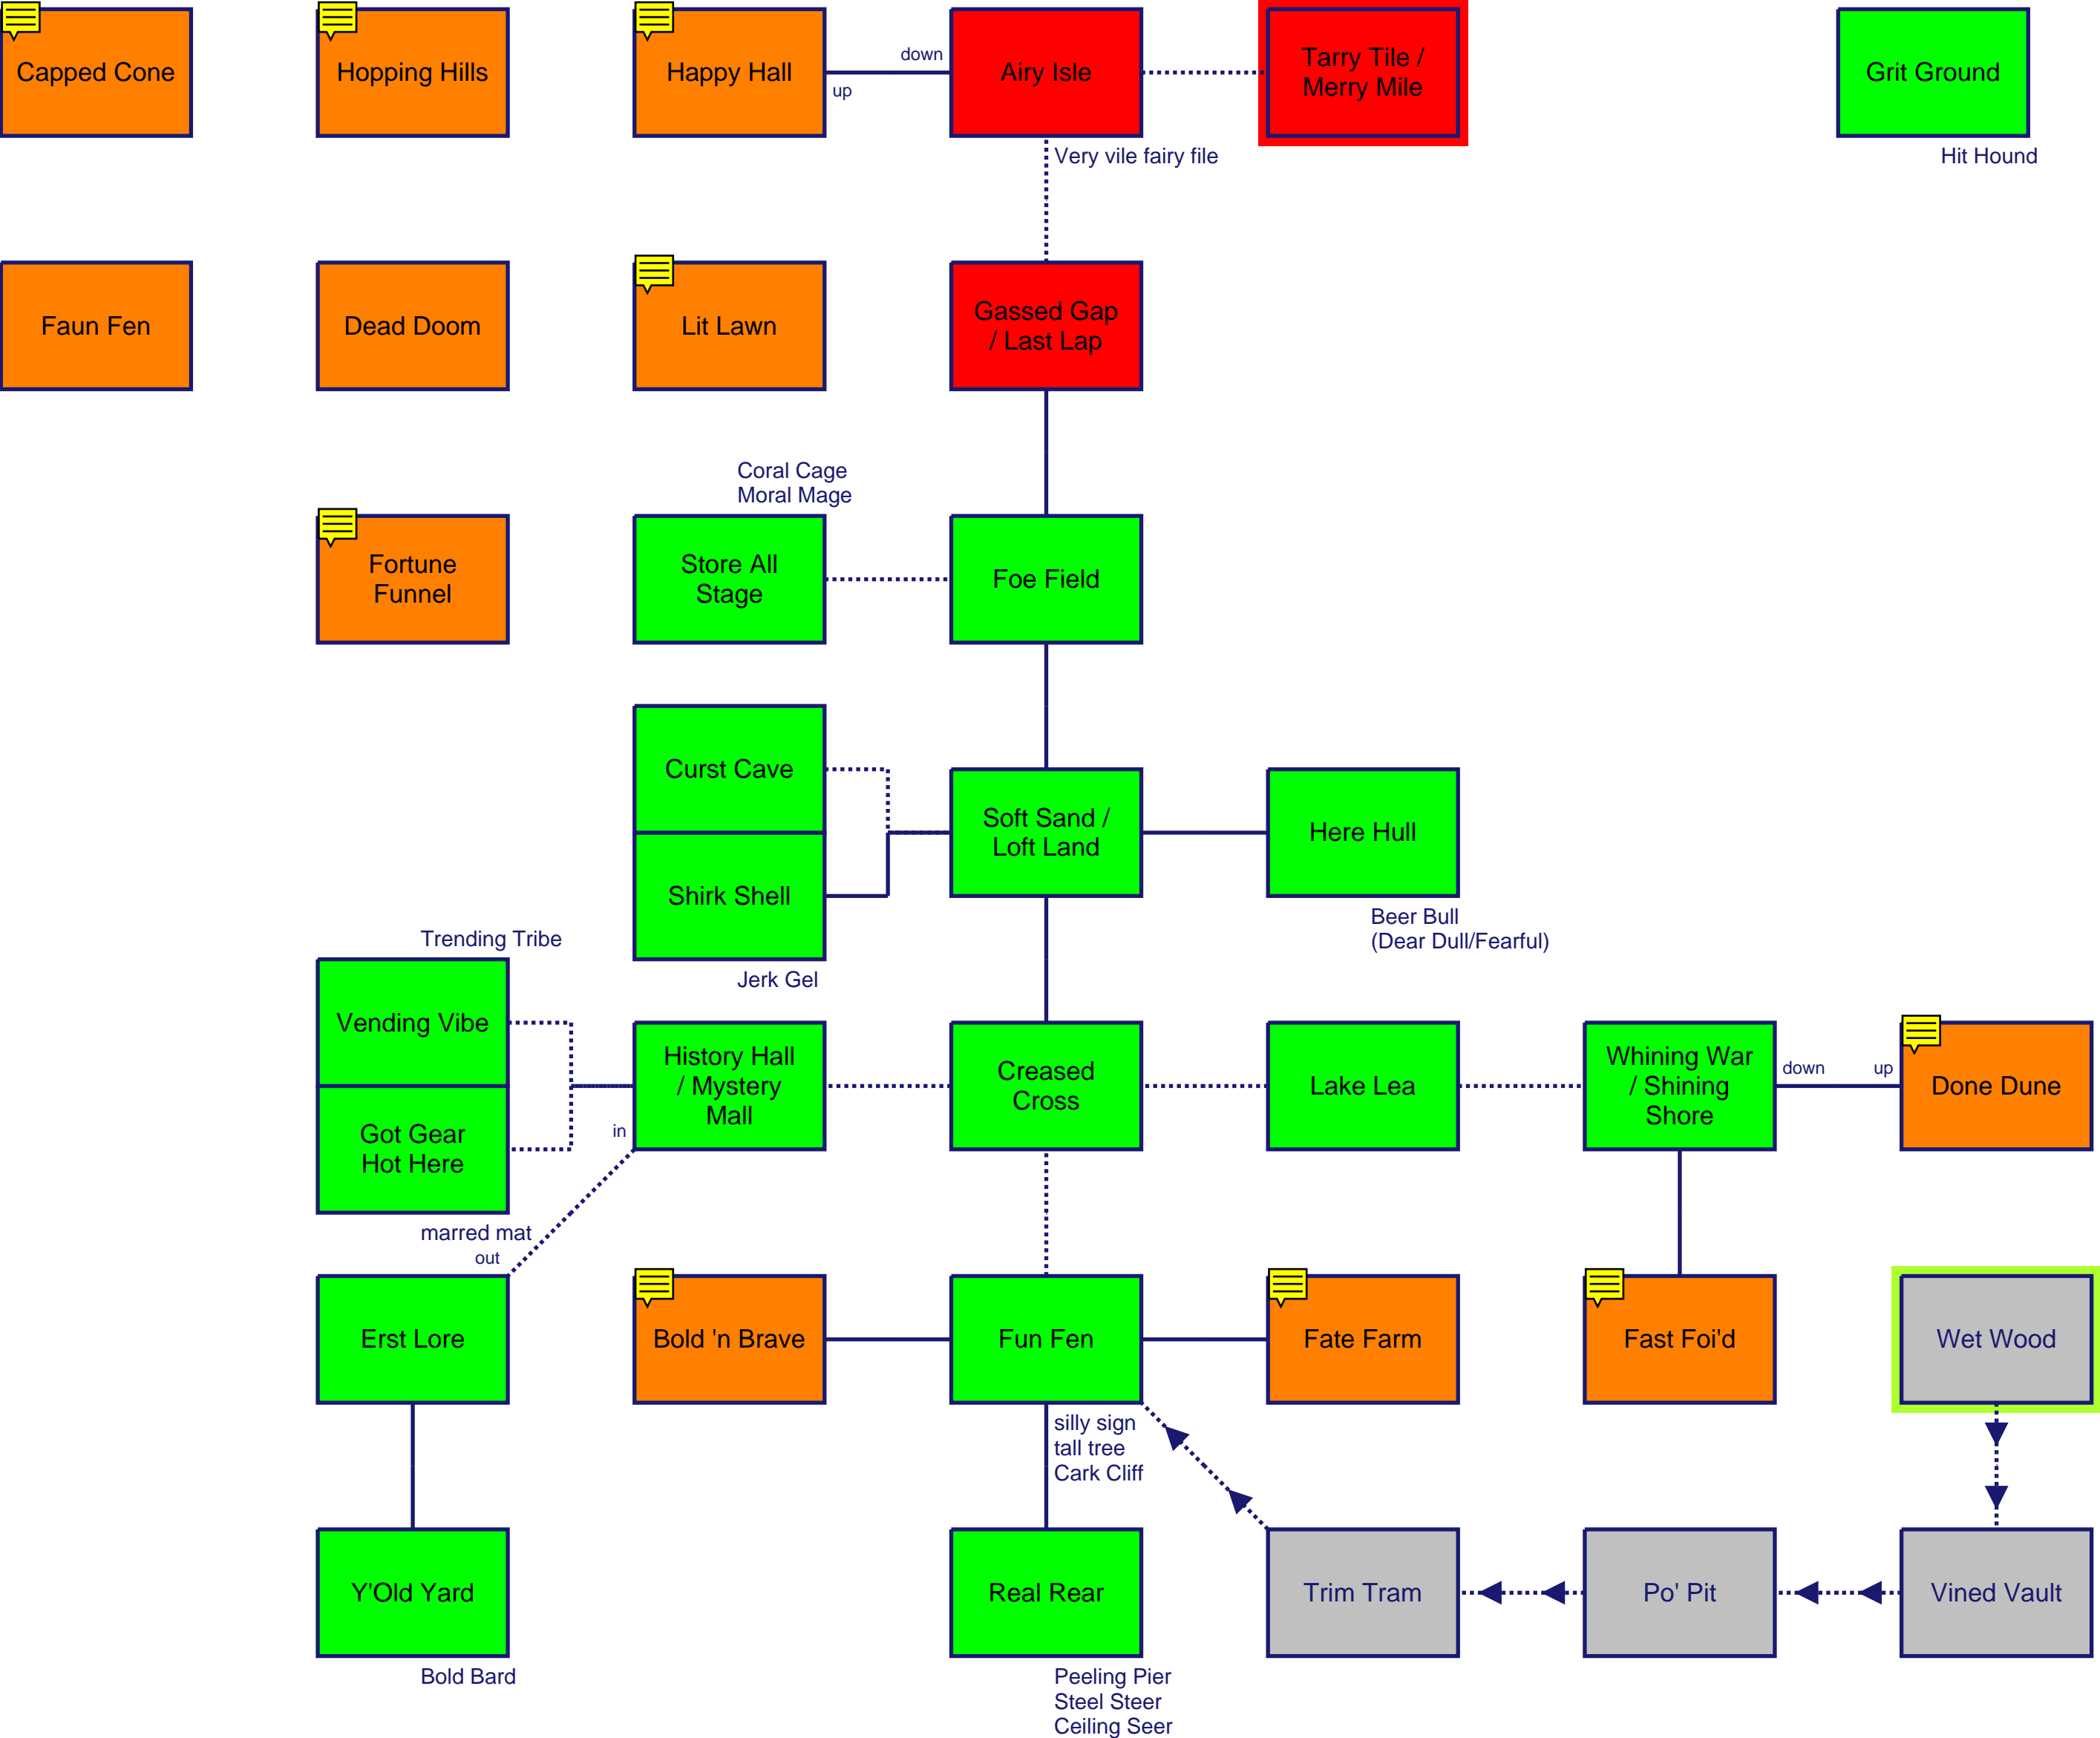 Capped Cone
Hopping Hills
Happy Hall
down
up
Airy Isle
Tarry Tile /
Merry Mile
Grit Ground
Very vile fairy file
Hit Hound
Faun Fen
Dead Doom
Lit Lawn
Gassed Gap
/ Last Lap
Coral Cage
Moral Mage
Fortune
Funnel
Store All
Stage
Foe Field
Curst Cave
Soft Sand /
Loft Land
Here Hull
Shirk Shell
Beer Bull
(Dear Dull/Fearful)
Trending Tribe
Jerk Gel
Vending Vibe
History Hall
/ Mystery
Mall
Creased
Cross
Lake Lea
Whining War
/ Shining
Shore
down
up
Done Dune
Got Gear
Hot Here
in
marred mat
out
Erst Lore
Bold 'n Brave
Fun Fen
Fate Farm
Fast Foi'd
Wet Wood
silly sign
tall tree
Cark Cliff
Y'Old Yard
Real Rear
Trim Tram
Po' Pit
Vined Vault
Bold Bard
Peeling Pier
Steel Steer
Ceiling Seer